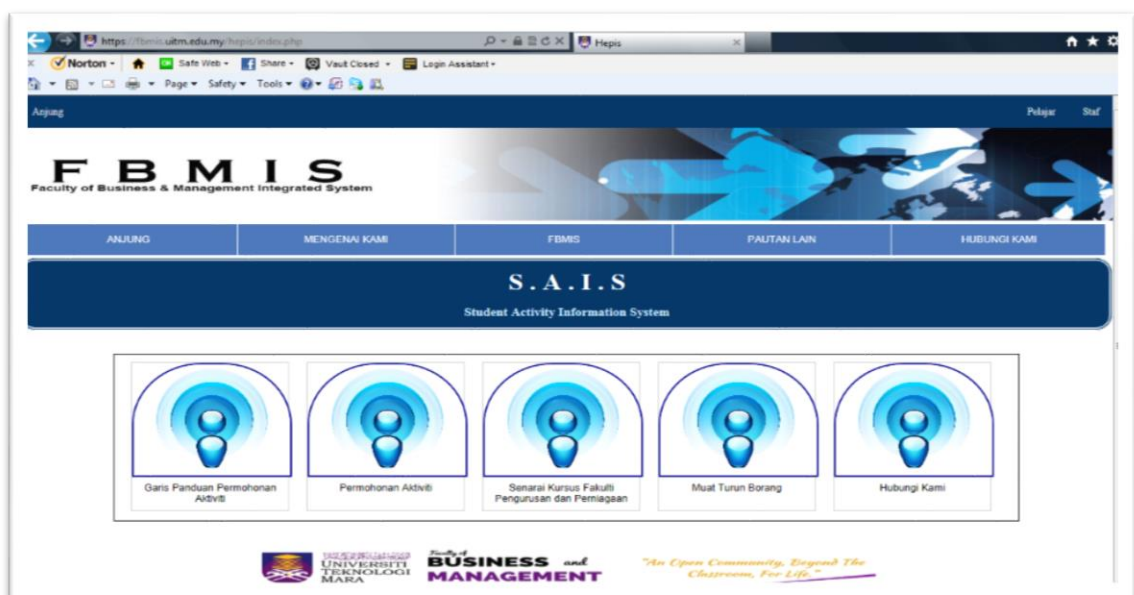 https://fbmis.uitm.edu.my/hepis/index.php
Hepis
Norton
Safe Web
Share
Vault Closed
Login Assistant
Page Safety Tools
Anjung
Pelajar Staf
FBMIS
Faculty of Business & Management Integrated System
ANJUNG MENGENAI KAMI FBMIS PAUTAN LAIN HUBUNGI KAMI
S.A.I.S
Student Activity Information System
Garis Panduan Permohonan
Aktiviti
Permohonan Aktiviti
Senarai Kursus Fakulti
Pengurusan dan Perniagaan
Muat Turun Borang
Hubungi Kami
UNIVERSITI
TEKNOLOGI
MARA
Faculty of
BUSINESS and
MANAGEMENT
"An Open Community, Beyond The
Classroom, For Life."